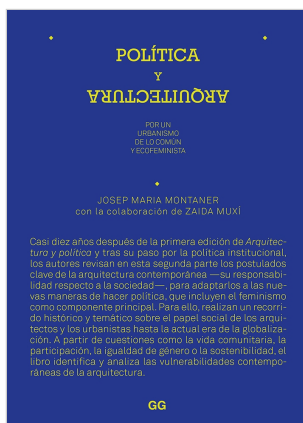 POLÍTICA
Y
ARQUITECTURA
POR UN
URBANISMO
DE LO COMÚN
Y ECOFEMINISTA
JOSEP MARIA MONTANER
con la colaboración de ZAIDA MUXÍ
Casi diez años después de la primera edición de Arquitec-
tura y política y tras su paso por la política institucional,
los autores revisan en esta segunda parte los postulados
clave de la arquitectura contemporánea —su responsabi-
lidad respecto a la sociedad—, para adaptarlos a las nue-
vas maneras de hacer política, que incluyen el feminismo
como componente principal. Para ello, realizan un recorri-
do histórico y temático sobre el papel social de los arqui-
tectos y los urbanistas hasta la actual era de la globaliza-
ción. A partir de cuestiones como la vida comunitaria, la
participación, la igualdad de género o la sostenibilidad, el
libro identifica y analiza las vulnerabilidades contempo-
ráneas de la arquitectura.
GG